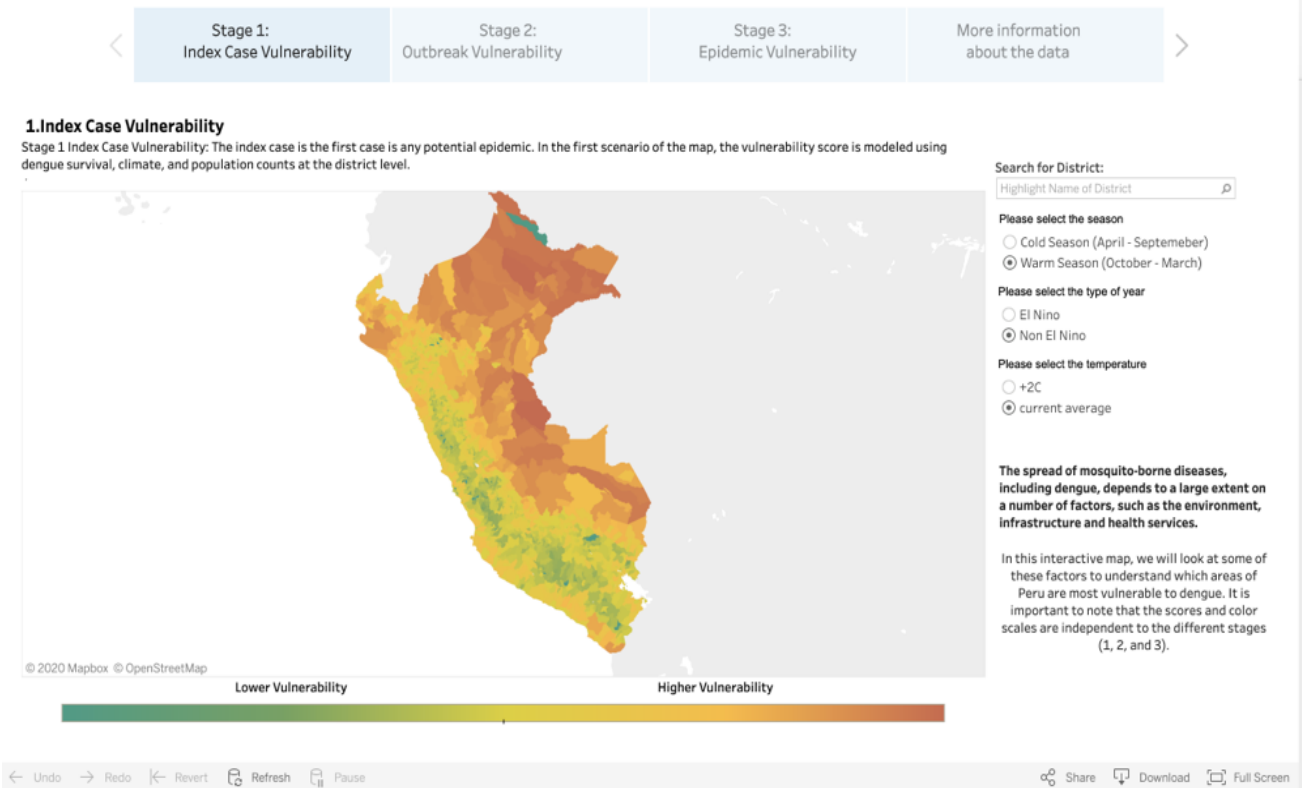 Stage 1:
Index Case Vulnerability
Stage 2:
Outbreak Vulnerability
Stage 3:
Epidemic Vulnerability
More information
about the data
1.Index Case Vulnerability
Stage 1 Index Case Vulnerability: The index case is the first case is any potential epidemic. In the first scenario of the map, the vulnerability score is modeled using
dengue survival, climate, and population counts at the district level.
.
Search for District:
Highlight Name of District
Please select the season
Cold Season (April - Septemeber)
Warm Season (October - March)
Please select the type of year
El Nino
Non El Nino
Please select the temperature
+2C
current average
The spread of mosquito-borne diseases,
including dengue, depends to a large extent on
a number of factors, such as the environment,
infrastructure and health services.
In this interactive map, we will look at some of
these factors to understand which areas of
Peru are most vulnerable to dengue. It is
important to note that the scores and color
scales are independent to the different stages
(1, 2, and 3).
© 2020 Mapbox © OpenStreetMap
Lower Vulnerability
Higher Vulnerability
Undo
Redo
Revert
Refresh
Pause
Share
Download
Full Screen